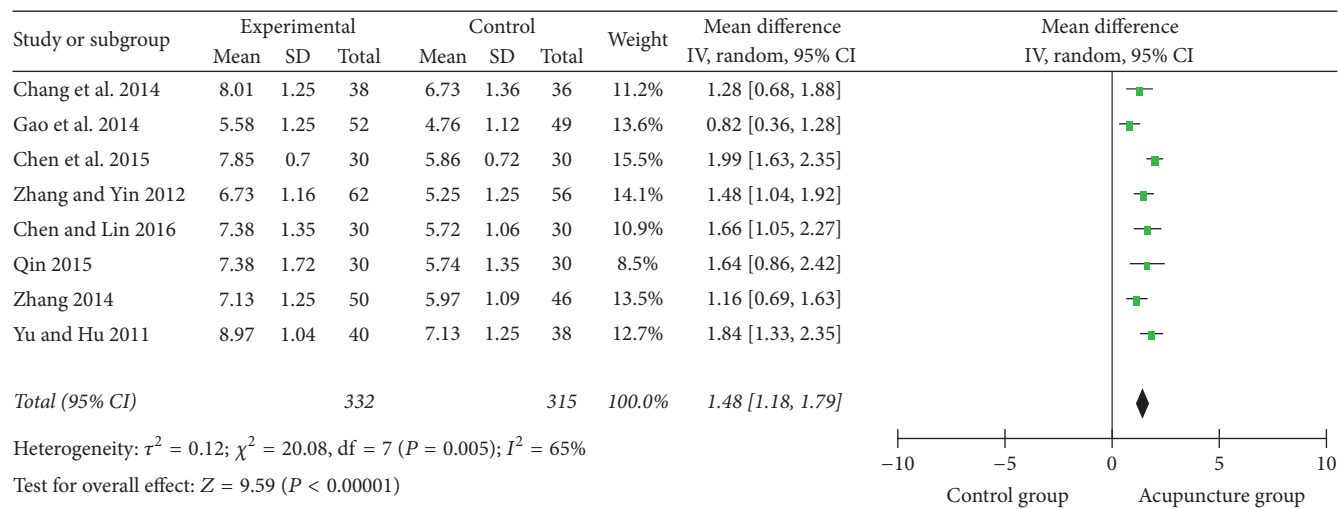 Study or subgroup Experimental Control Weight Mean difference Mean difference
Mean SD Total Mean SD Total IV, random, 95% CI IV, random, 95% CI
Chang et al. 2014 8.01 1.25 38 6.73 1.36 36 11.2% 1.28 [0.68, 1.88]
Gao et al. 2014 5.58 1.25 52 4.76 1.12 49 13.6% 0.82 [0.36, 1.28]
Chen et al. 2015 7.85 0.7 30 5.86 0.72 30 15.5% 1.99 [1.63, 2.35]
Zhang and Yin 2012 6.73 1.16 62 5.25 1.25 56 14.1% 1.48 [1.04, 1.92]
Chen and Lin 2016 7.38 1.35 30 5.72 1.06 30 10.9% 1.66 [1.05, 2.27]
Qin 2015 7.38 1.72 30 5.74 1.35 30 8.5% 1.64 [0.86, 2.42]
Zhang 2014 7.13 1.25 50 5.97 1.09 46 13.5% 1.16 [0.69, 1.63]
Yu and Hu 2011 8.97 1.04 40 7.13 1.25 38 12.7% 1.84 [1.33, 2.35]
Total (95% CI) 332 315 100.0% 1.48 [1.18, 1.79]
Heterogeneity: τ² = 0.12; χ² = 20.08, df = 7 (P = 0.005); I² = 65%
Test for overall effect: Z = 9.59 (P < 0.00001)
−10 −5 0 5 10
Control group Acupuncture group